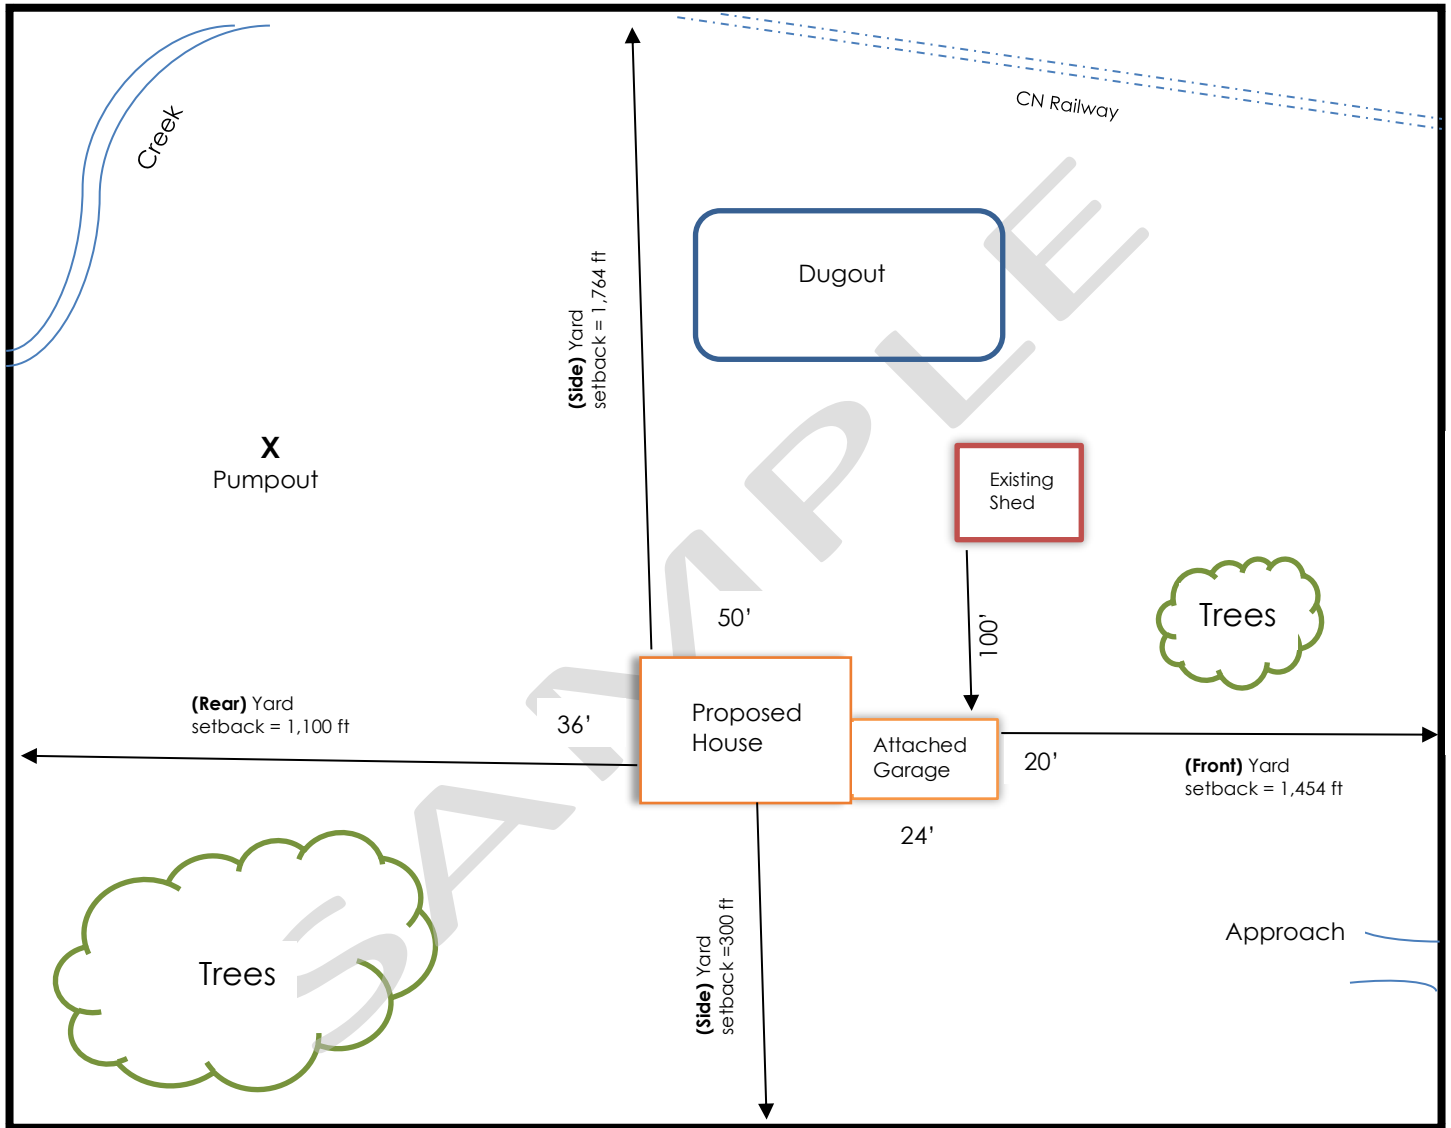 CN Railway
Creek
Dugout
(Side) Yard
setback = 1,764 ft
X
Pumpout
Existing
Shed
50’
100’
Trees
(Rear) Yard
setback = 1,100 ft
36’
Proposed
House
Attached
Garage
20’
(Front) Yard
setback = 1,454 ft
24’
(Side) Yard
setback =300 ft
Approach
Trees
SAMPLE